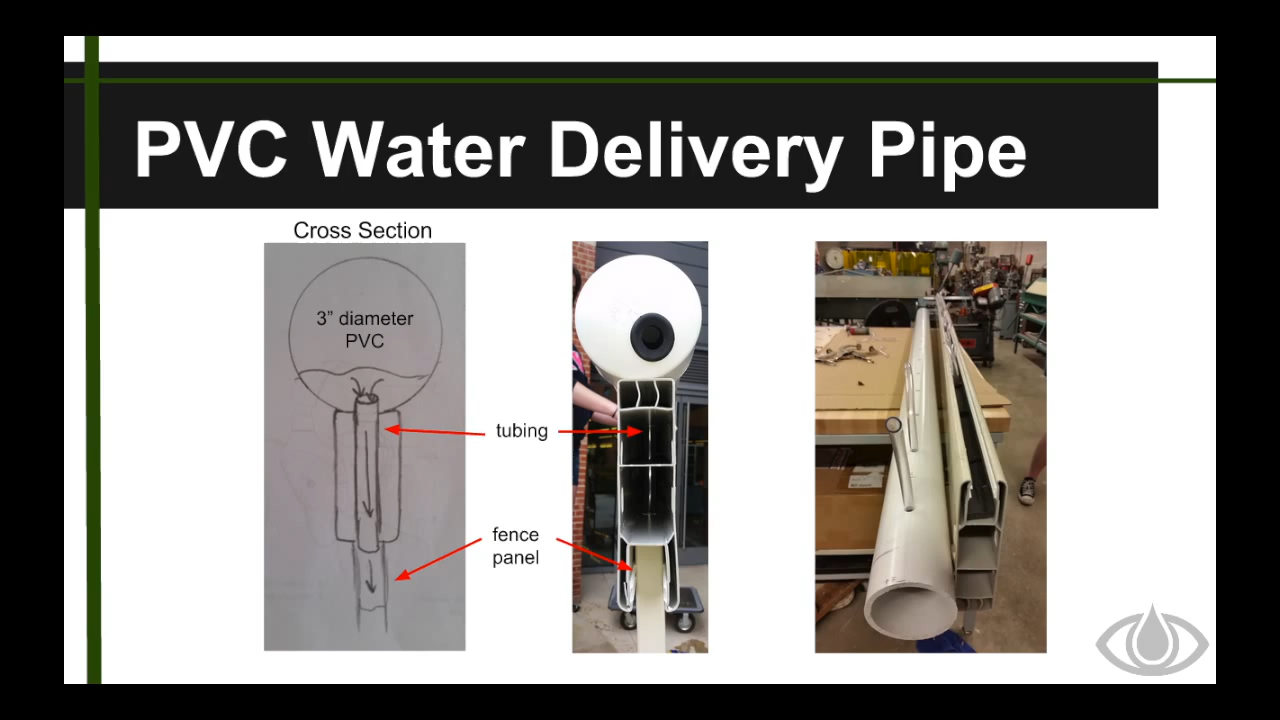 PVC Water Delivery Pipe
Cross Section
3” diameter
PVC
tubing
fence
panel